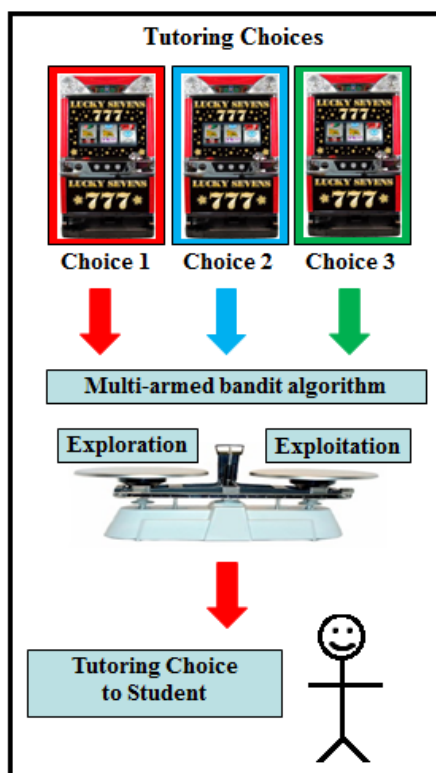 Tutoring Choices
LUCKY SEVENS
777
LUCKY SEVENS
777
LUCKY SEVENS
777
LUCKY SEVENS
777
LUCKY SEVENS
777
LUCKY SEVENS
777
Choice 1
Choice 2
Choice 3
Multi-armed bandit algorithm
Exploration
Exploitation
Tutoring Choice
to Student